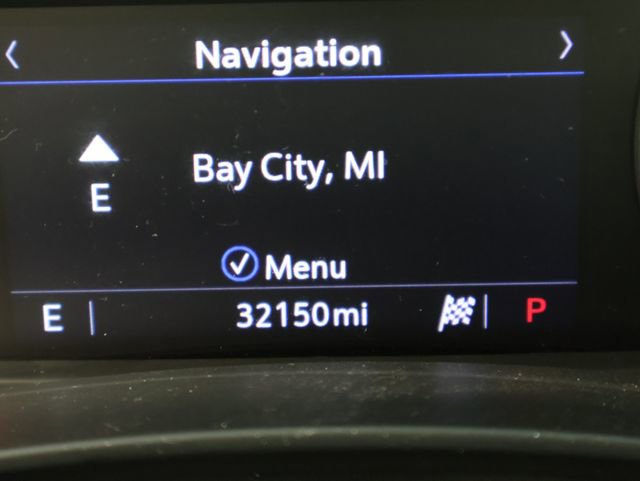 Navigation
Bay City, MI
E
Menu
E 32150mi P